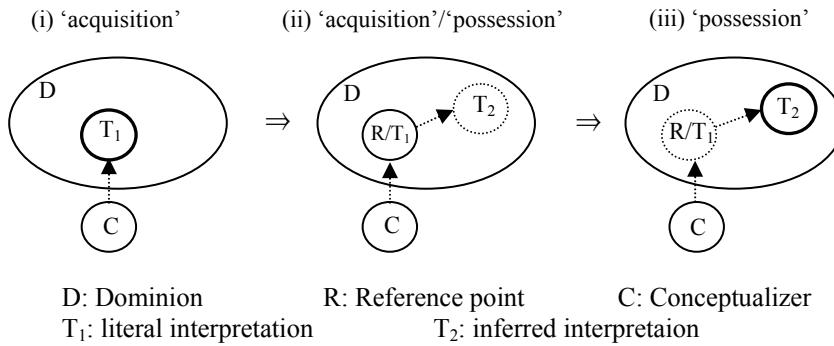 (i) ‘acquisition’ (ii) ‘acquisition’/‘possession’ (iii) ‘possession’
D D D
T₁ ⇒ R/T₁ T₂ ⇒ R/T₁ T₂
C C C
D: Dominion R: Reference point C: Conceptualizer
T₁: literal interpretation T₂: inferred interpretaion